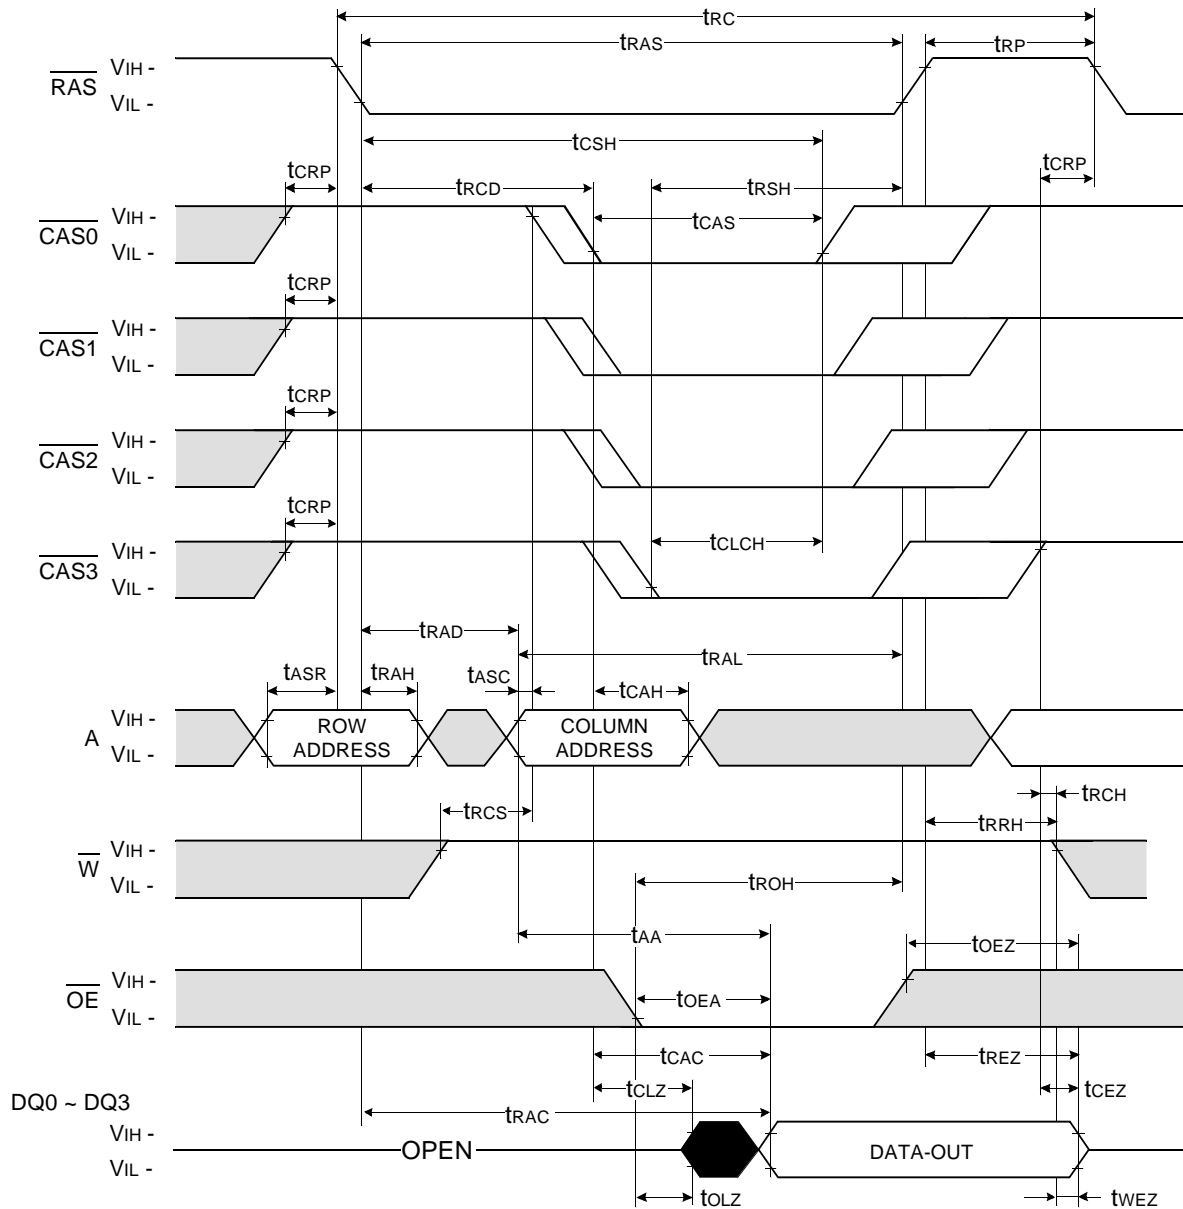 tRC
tRAS
tRP
RAS
VIH -
VIL -
tCSH
tCRP
tRCD
tRSH
tCRP
CAS0
VIH -
VIL -
tCAS
tCRP
CAS1
VIH -
VIL -
tCRP
CAS2
VIH -
VIL -
tCRP
CAS3
VIH -
VIL -
tCLCH
tRAD
tRAL
tASR
tRAH
tASC
tCAH
A
VIH -
VIL -
ROW
ADDRESS
COLUMN
ADDRESS
tRCH
tRCS
tRRH
W
VIH -
VIL -
tROH
tAA
tOEZ
OE
VIH -
VIL -
tOEA
tCAC
tREZ
tCLZ
tCEZ
DQ0 ~ DQ3
tRAC
VIH -
VIL -
OPEN
DATA-OUT
tOLZ
tWEZ